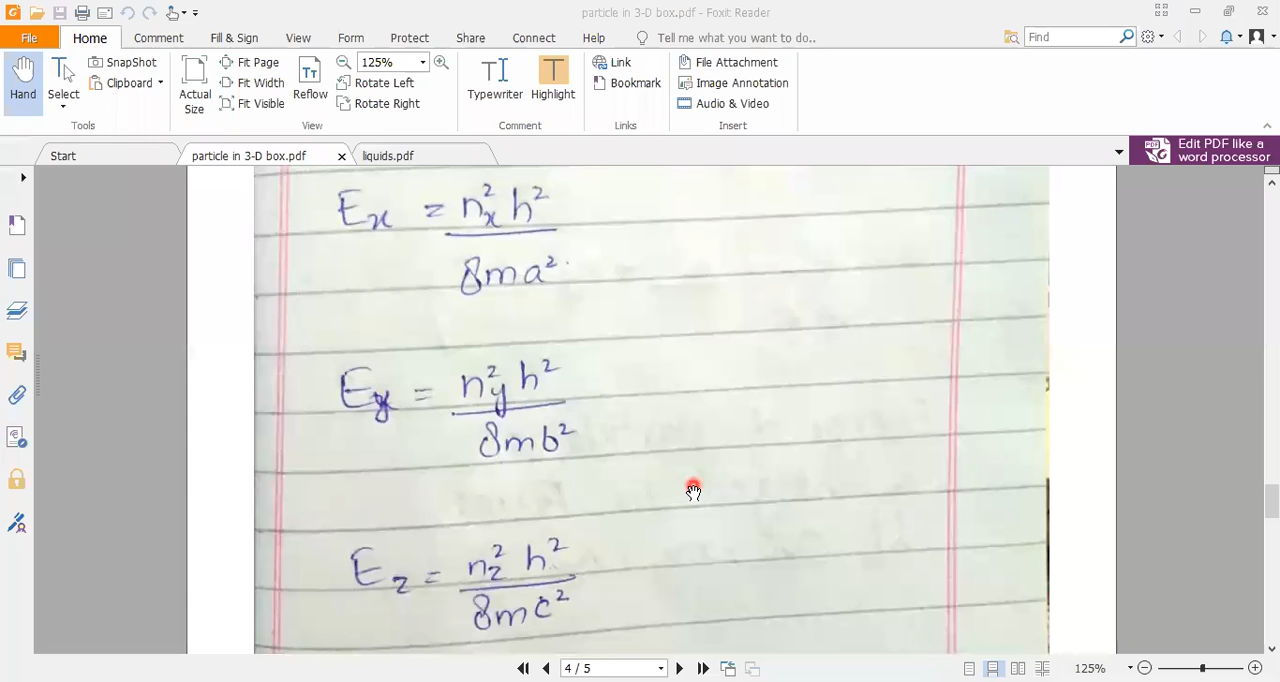 particle in 3-D box.pdf - Foxit Reader
File Home Comment Fill & Sign View Form Protect Share Connect Help Tell me what you want to do.. Find
Hand Select SnapShot Clipboard
Actual Size Fit Page Fit Width Fit Visible Reflow 125% Rotate Left Rotate Right
Typewriter Highlight
Link Bookmark
File Attachment Image Annotation Audio & Video
Tools View Comment Links Insert
Start particle in 3-D box.pdf liquids.pdf
Edit PDF like a word processor
Eₓ = nₓ² h²
8ma²
E_y = n_y² h²
8mb²
E_z = n_z² h²
8mc²
4 / 5 125%